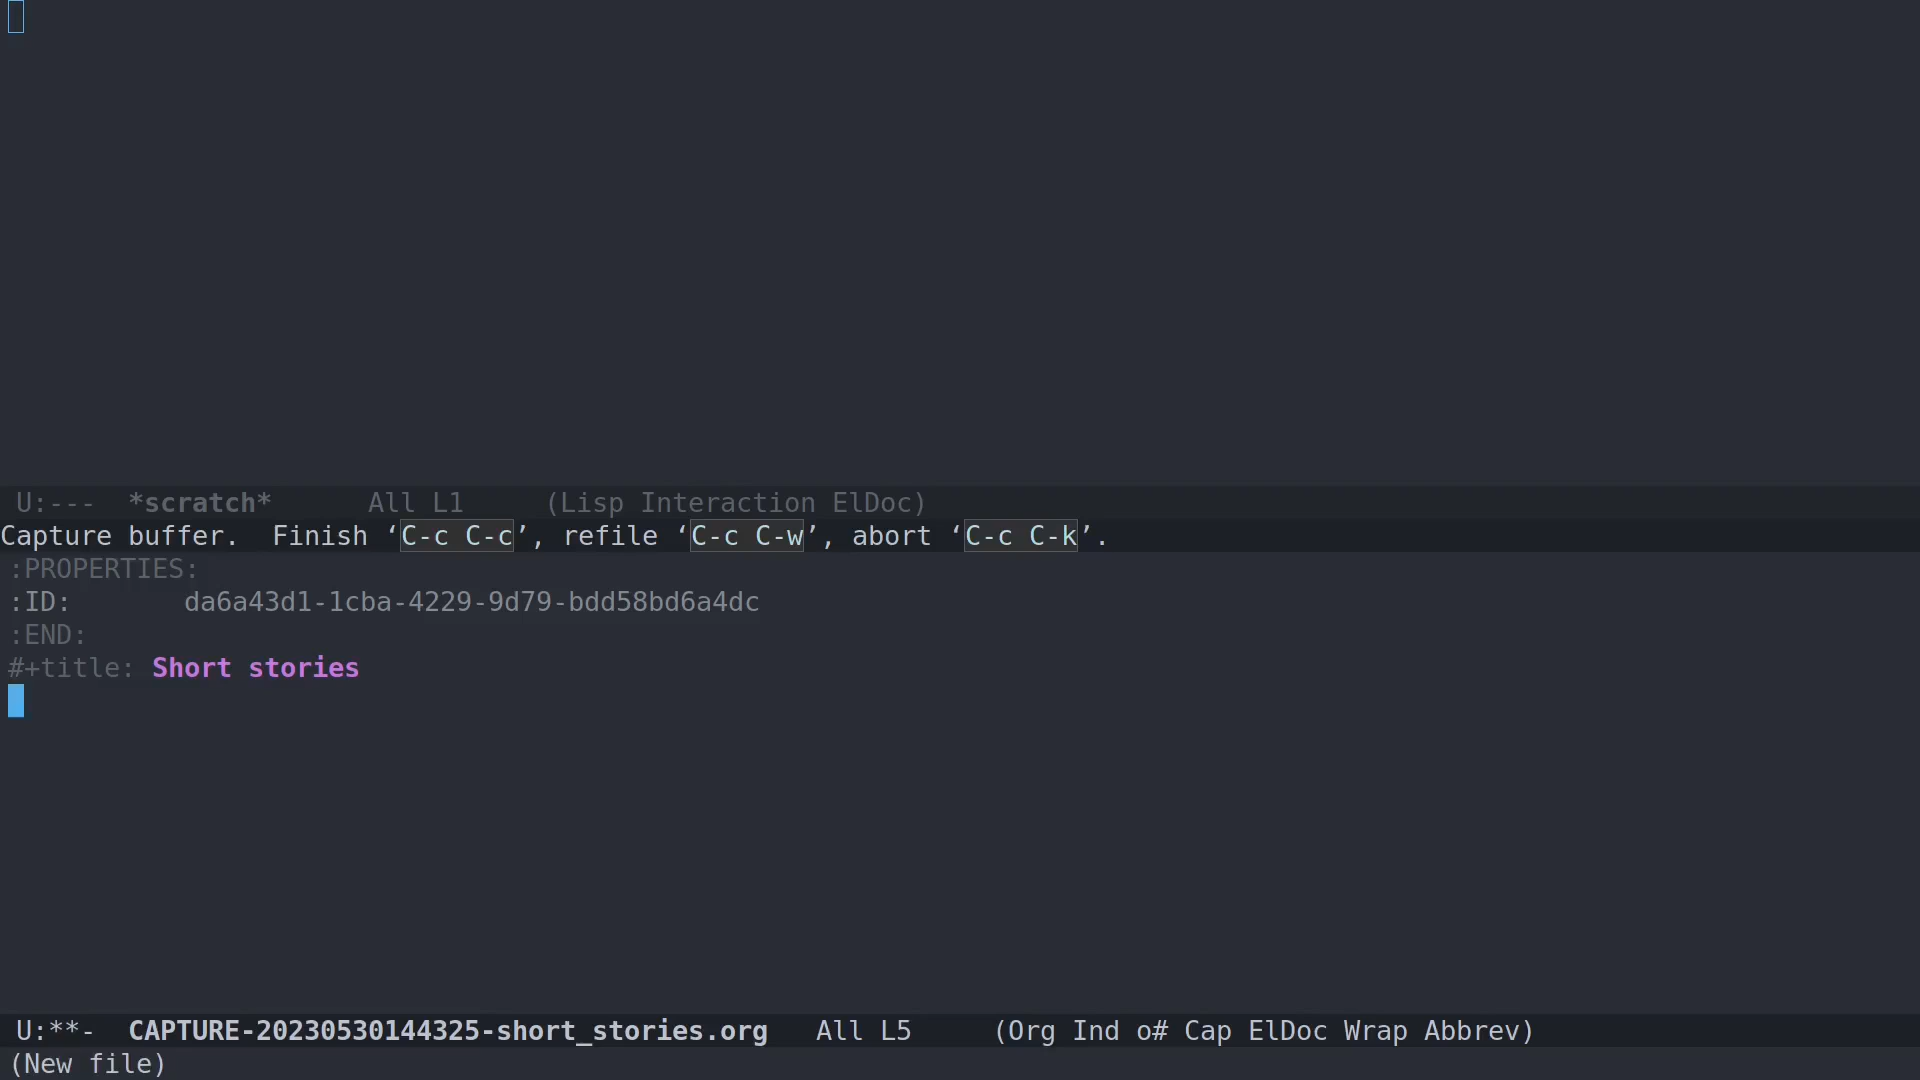 U:---  *scratch*      All L1     (Lisp Interaction ElDoc)
Capture buffer.  Finish ‘C-c C-c’, refile ‘C-c C-w’, abort ‘C-c C-k’.
:PROPERTIES:
:ID:       da6a43d1-1cba-4229-9d79-bdd58bd6a4dc
:END:
#+title: Short stories
U:**-  CAPTURE-20230530144325-short_stories.org   All L5     (Org Ind o# Cap ElDoc Wrap Abbrev)
(New file)